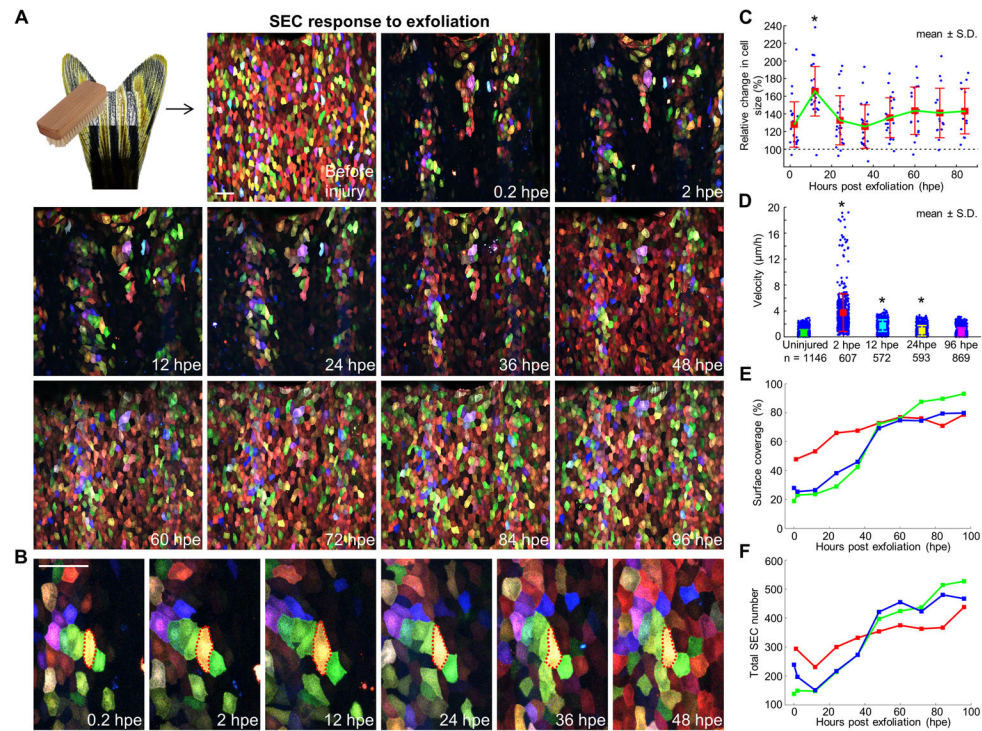 A
SEC response to exfoliation
Before
injury
0.2 hpe
2 hpe
12 hpe
24 hpe
36 hpe
48 hpe
60 hpe
72 hpe
84 hpe
96 hpe
B
0.2 hpe
2 hpe
12 hpe
24 hpe
36 hpe
48 hpe
C
mean ± S.D.
*
Relative change in cell
size (%)
240
220
200
180
160
140
120
100
0 20 40 60 80
Hours post exfoliation (hpe)
D
mean ± S.D.
*
* *
Velocity (µm/h)
20
16
12
8
4
0
Uninjured 2 hpe 12 hpe 24hpe 96 hpe
n = 1146 607 572 593 869
E
Surface coverage (%)
100
80
60
40
20
0
0 20 40 60 80 100
Hours post exfoliation (hpe)
F
Total SEC number
600
500
400
300
200
100
0 20 40 60 80 100
Hours post exfoliation (hpe)